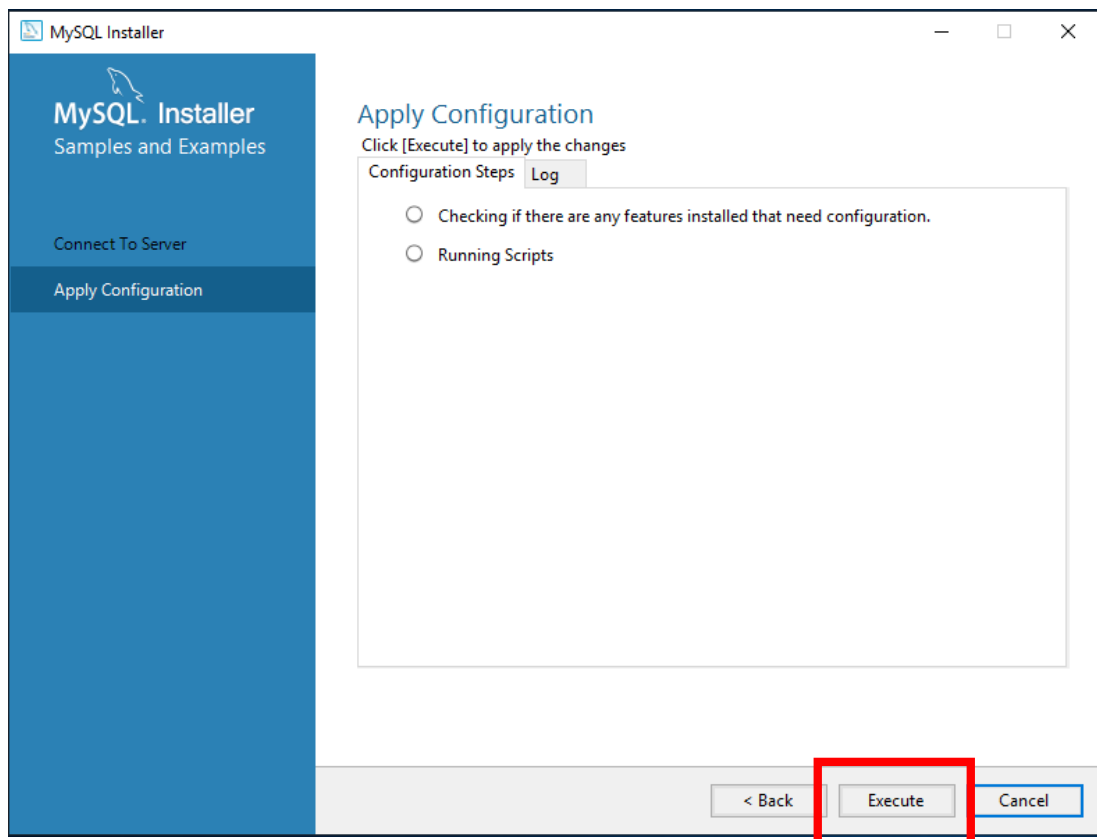 MySQL Installer
MySQL. Installer
Samples and Examples
Connect To Server
Apply Configuration
Apply Configuration
Click [Execute] to apply the changes
Configuration Steps
Log
Checking if there are any features installed that need configuration.
Running Scripts
< Back
Execute
Cancel